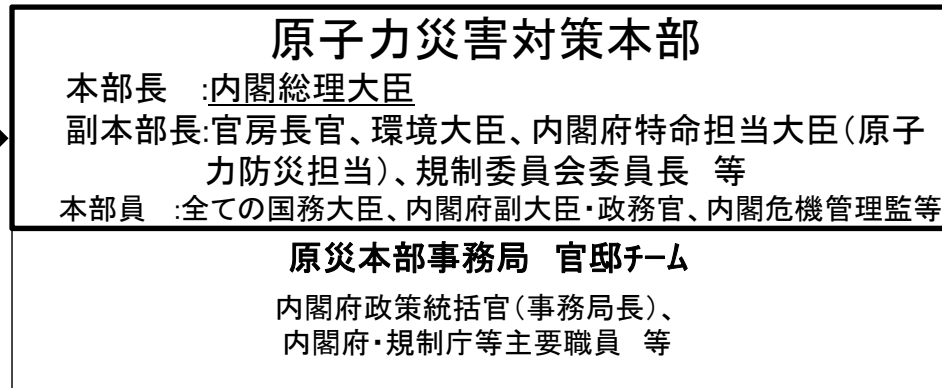 原子力災害対策本部
本部長　:内閣総理大臣
副本部長:官房長官、環境大臣、内閣府特命担当大臣(原子
力防災担当)、規制委員会委員長　等
本部員　:全ての国務大臣、内閣府副大臣・政務官、内閣危機管理監等
原災本部事務局　官邸ﾁｰﾑ
内閣府政策統括官(事務局長)、
内閣府・規制庁等主要職員　等